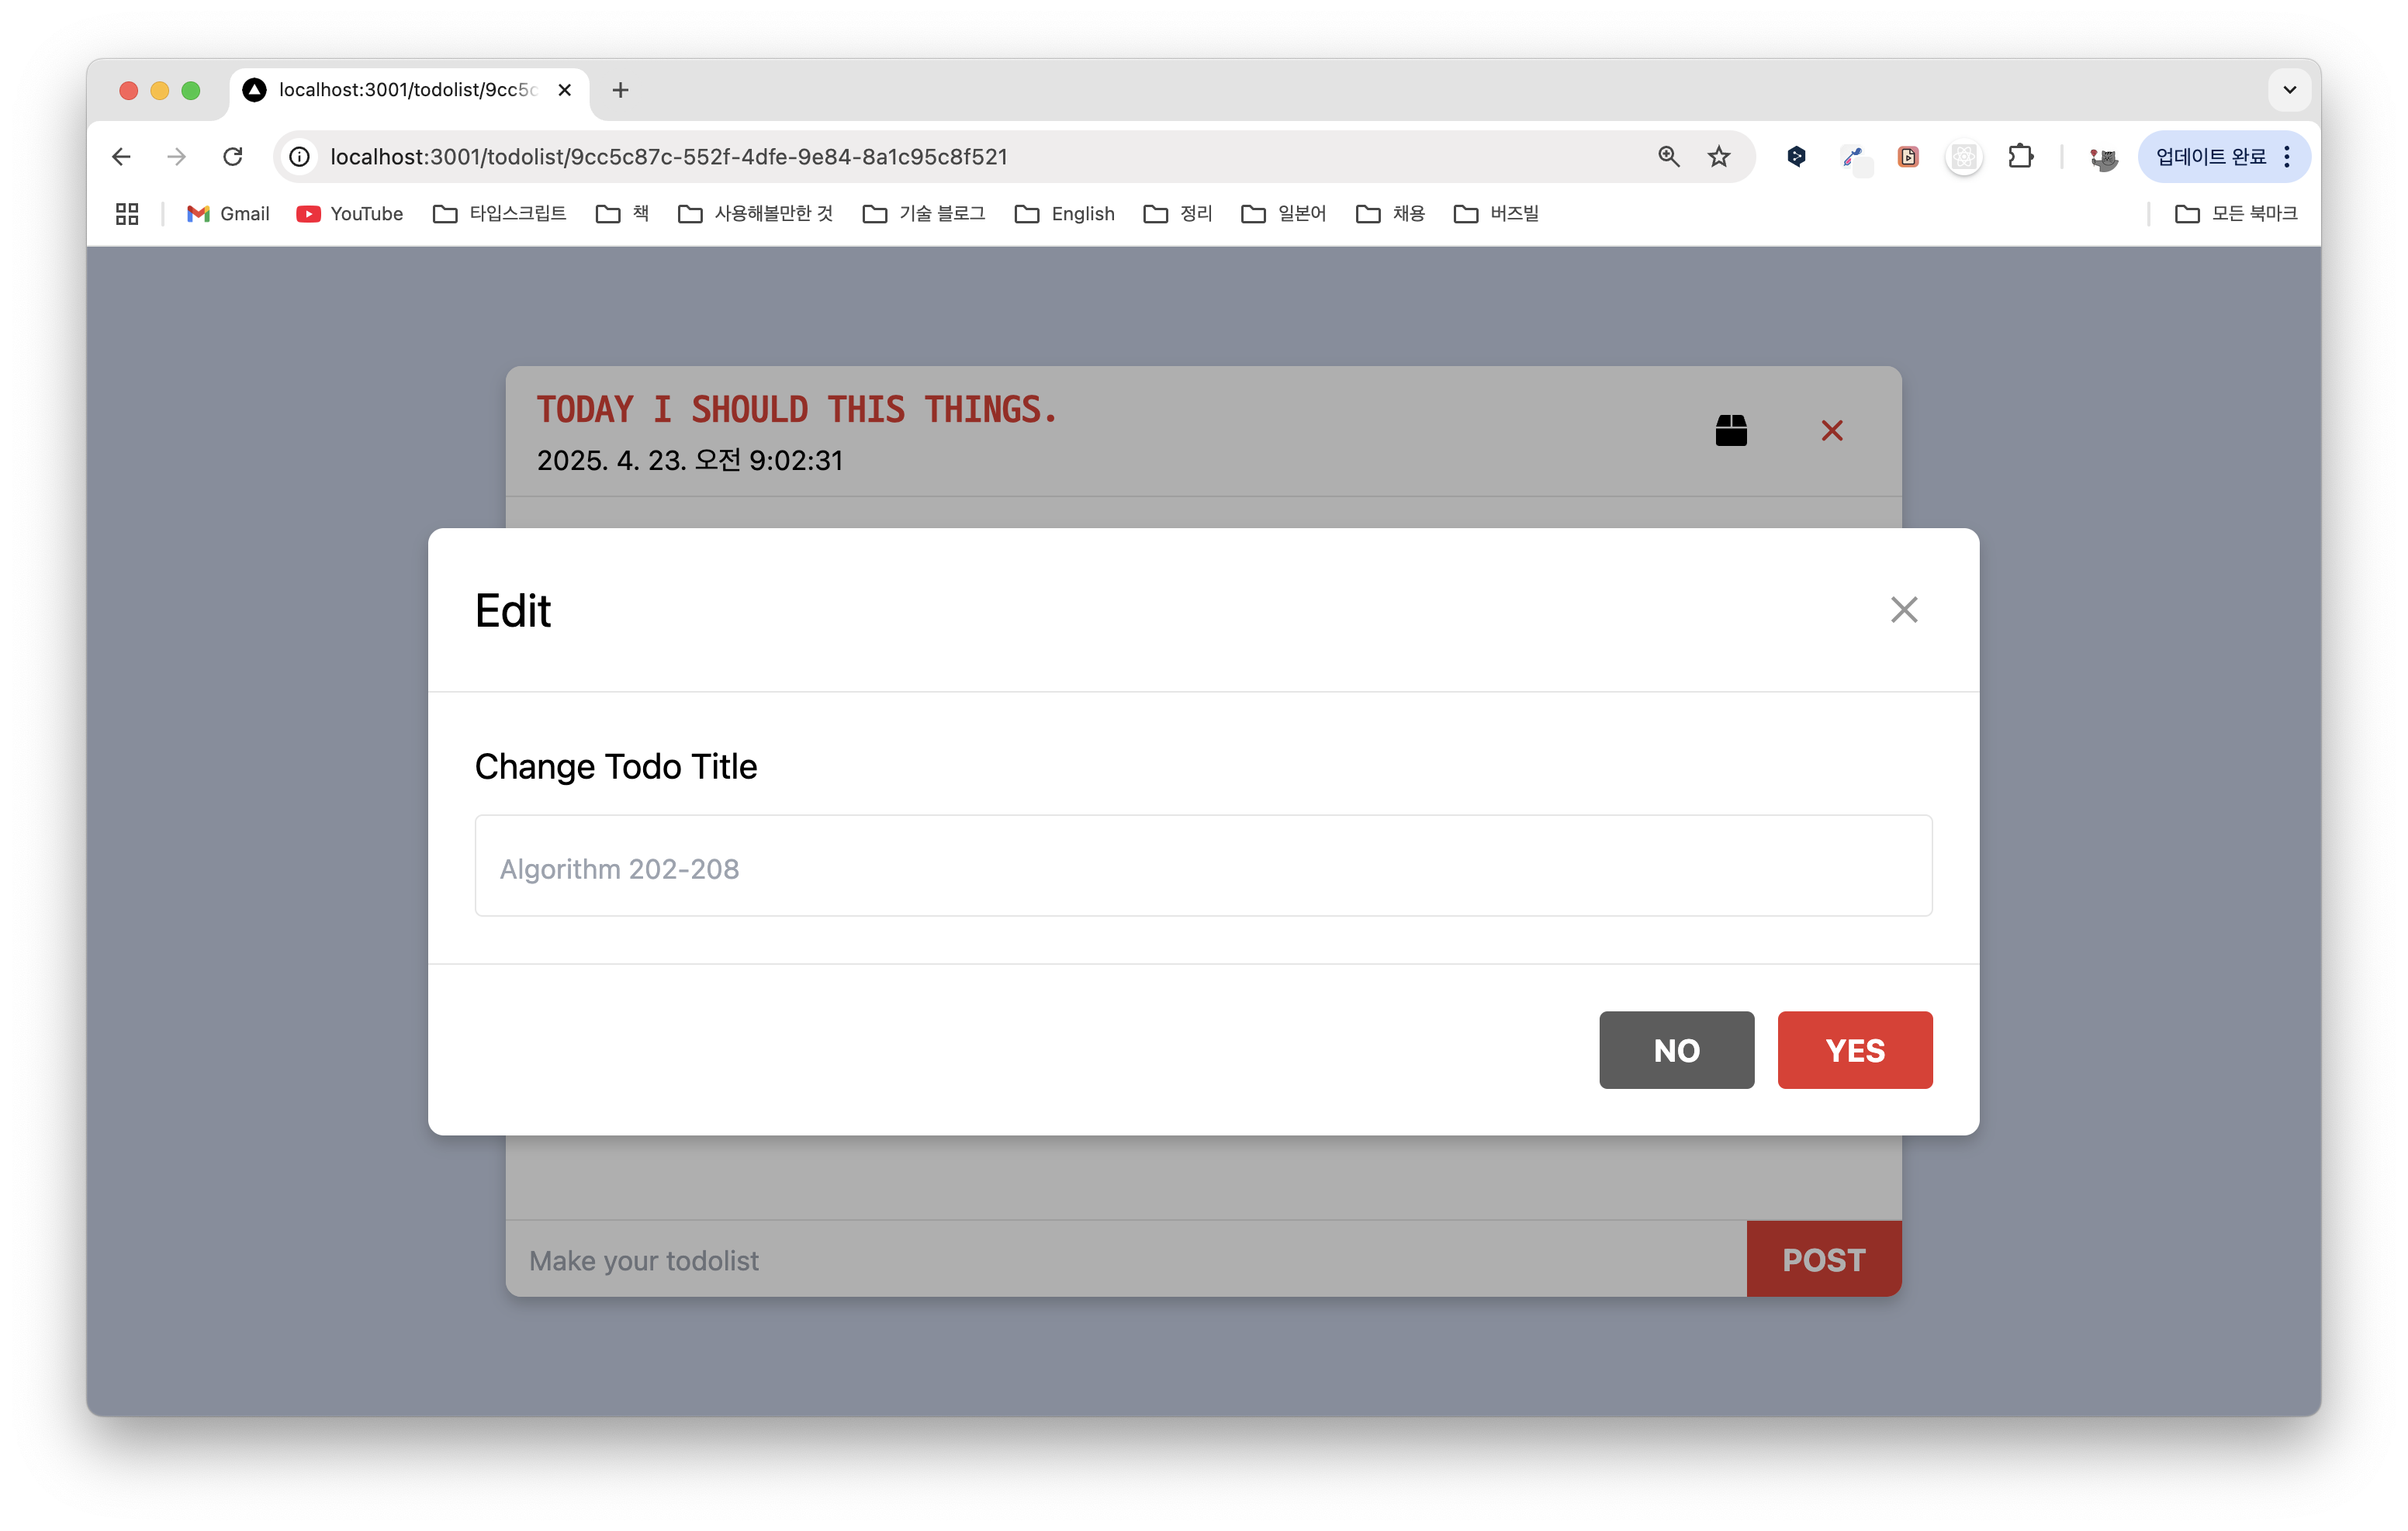 localhost:3001/todolist/9cc5c
localhost:3001/todolist/9cc5c87c-552f-4dfe-9e84-8a1c95c8f521
업데이트 완료
Gmail YouTube 타입스크립트 책 사용해볼만한 것 기술 블로그 English 정리 일본어 채용 버즈빌 모든 북마크
TODAY I SHOULD THIS THINGS.
2025. 4. 23. 오전 9:02:31
Edit
Change Todo Title
Algorithm 202-208
NO YES
Make your todolist POST